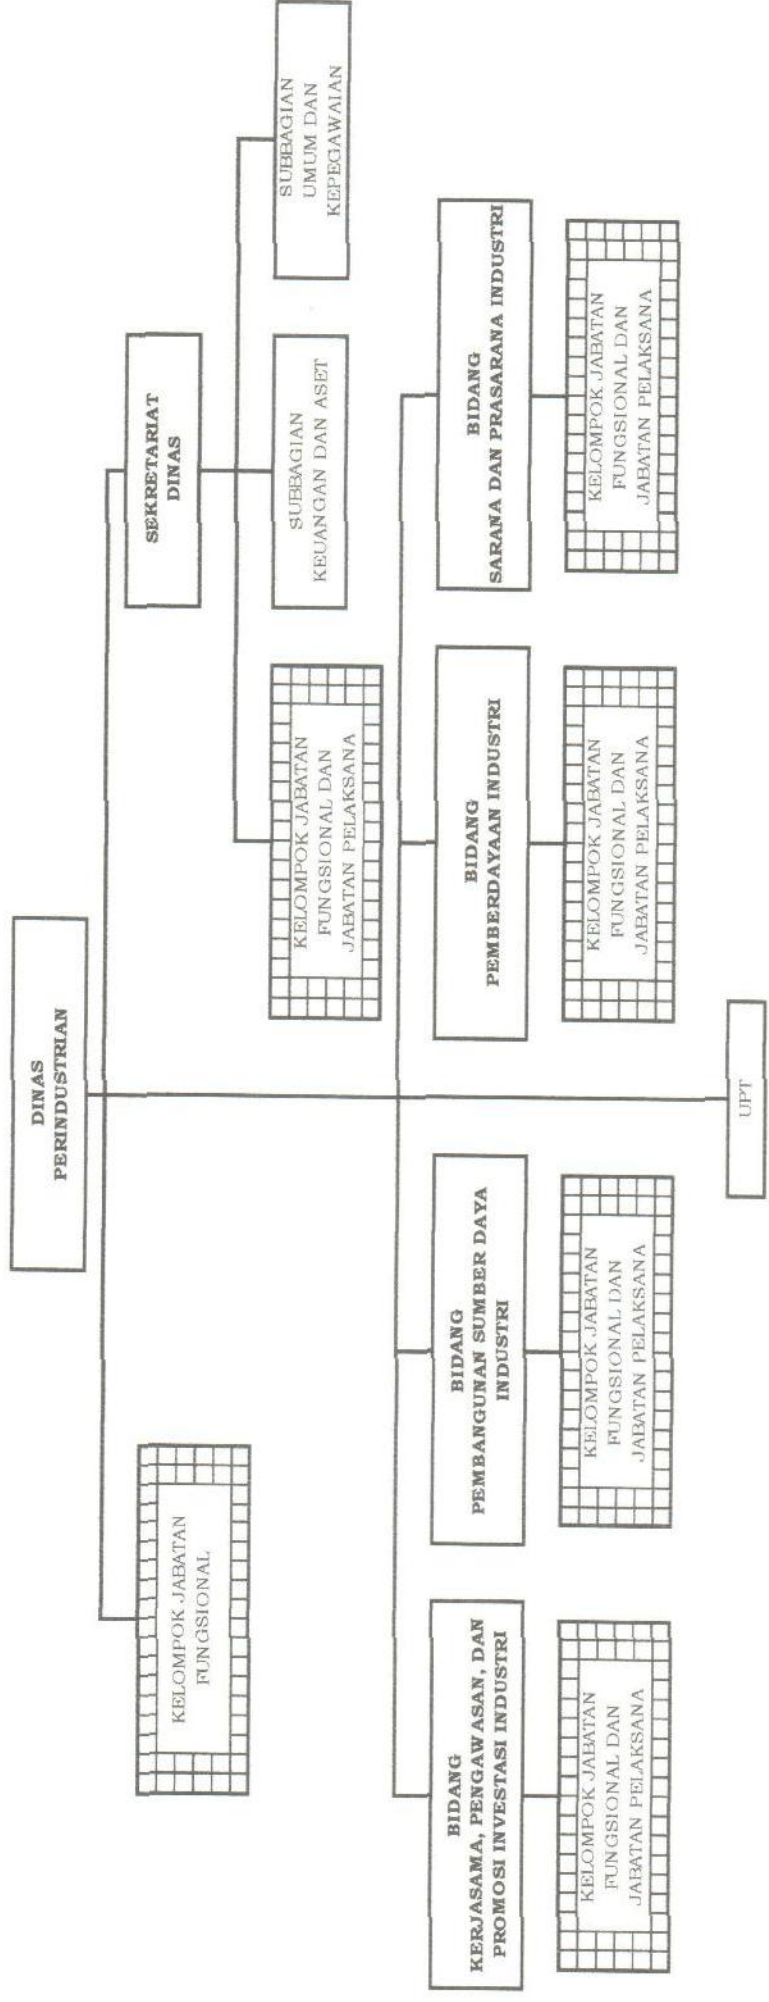 DINAS
PERINDUSTRIAN
KELOMPOK JABATAN
FUNGSIONAL
SEKRETARIAT
DINAS
KELOMPOK JABATAN
FUNGSIONAL DAN
JABATAN PELAKSANA
SUBBAGIAN
KEUANGAN DAN ASET
SUBBAGIAN
UMUM DAN
KEPEGAWAIAN
BIDANG
KERJASAMA, PENGAWASAN, DAN
PROMOSI INVESTASI INDUSTRI
BIDANG
PEMBANGUNAN SUMBER DAYA
INDUSTRI
BIDANG
PEMBERDAYAAN INDUSTRI
BIDANG
SARANA DAN PRASARANA INDUSTRI
KELOMPOK JABATAN
FUNGSIONAL DAN
JABATAN PELAKSANA
KELOMPOK JABATAN
FUNGSIONAL DAN
JABATAN PELAKSANA
KELOMPOK JABATAN
FUNGSIONAL DAN
JABATAN PELAKSANA
KELOMPOK JABATAN
FUNGSIONAL DAN
JABATAN PELAKSANA
UPT